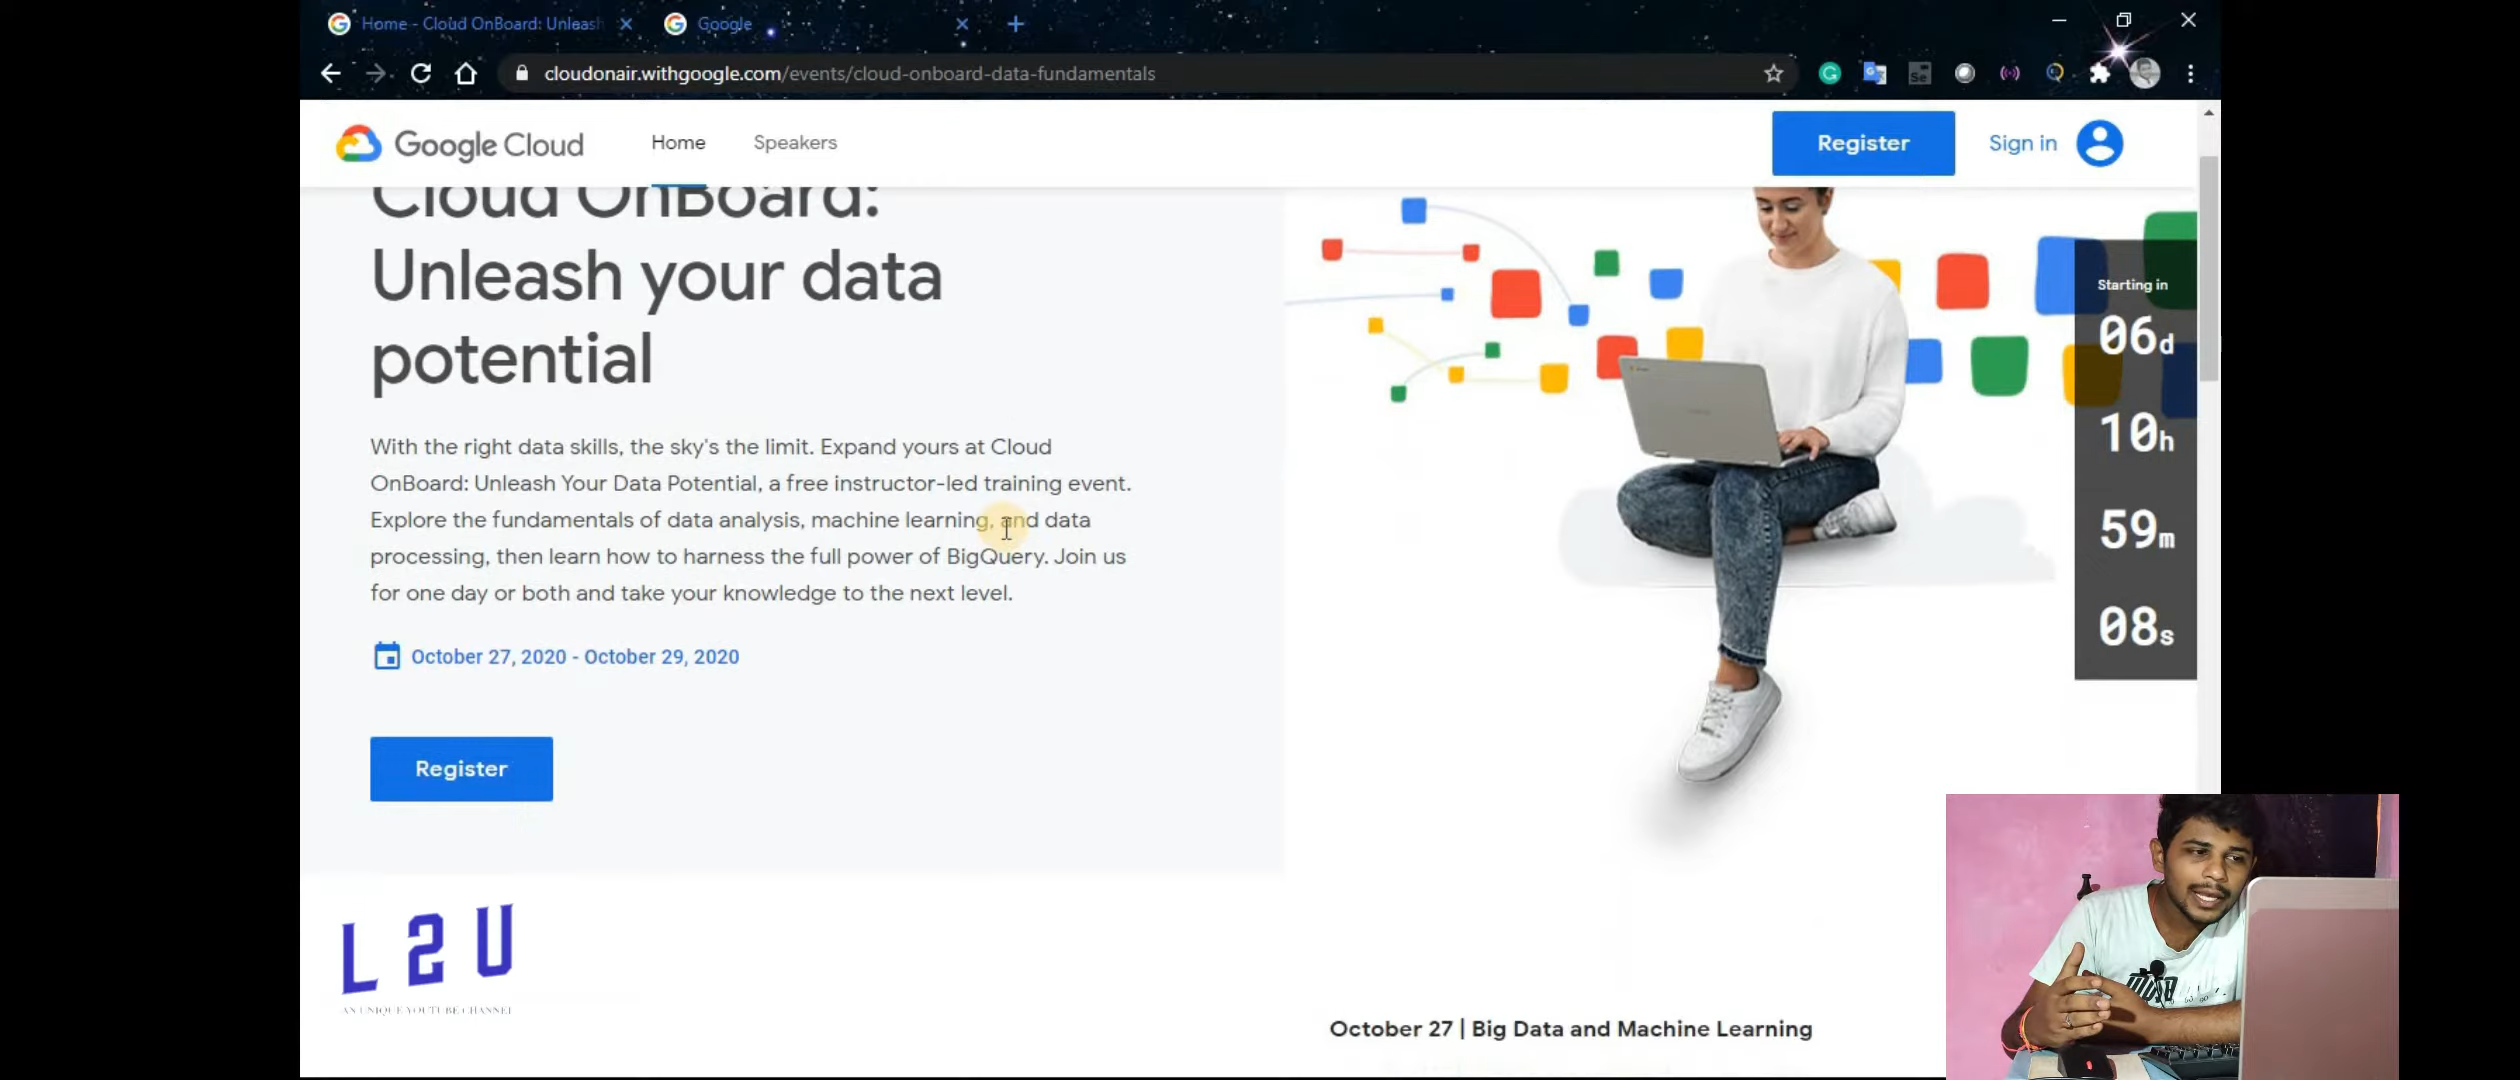 Home - Cloud OnBoard: Unleash
Google
cloudonair.withgoogle.com/events/cloud-onboard-data-fundamentals
Google Cloud
Home
Speakers
Register
Sign in
Cloud OnBoard:
Unleash your data
potential
With the right data skills, the sky's the limit. Expand yours at Cloud
OnBoard: Unleash Your Data Potential, a free instructor-led training event.
Explore the fundamentals of data analysis, machine learning, and data
processing, then learn how to harness the full power of BigQuery. Join us
for one day or both and take your knowledge to the next level.
October 27, 2020 - October 29, 2020
Register
Starting in
06d
10h
59m
08s
L2U
AN UNIQUE YOUTUBE CHANNEL
October 27 | Big Data and Machine Learning